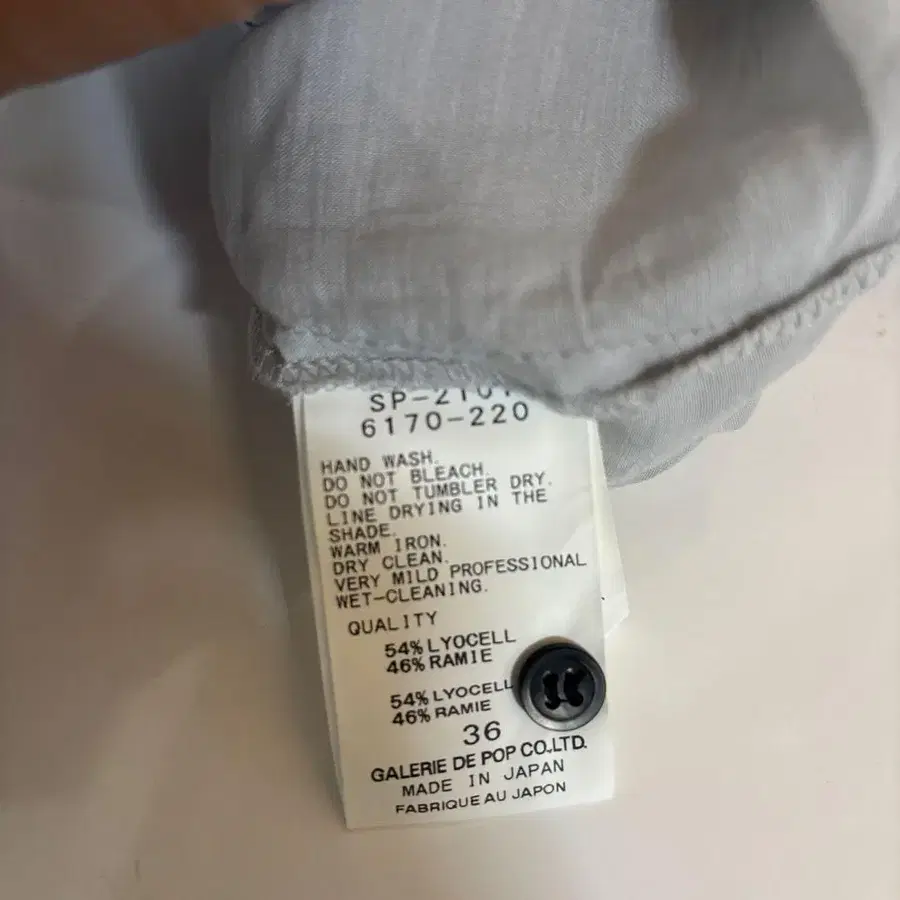 6170-220
HAND WASH.
DO NOT BLEACH.
DO NOT TUMBLER DRY.
LINE DRYING IN THE
SHADE.
WARM IRON.
DRY CLEAN.
VERY MILD PROFESSIONAL
WET-CLEANING.
QUALITY
54% LYOCELL
46% RAMIE
54% LYOCELL
46% RAMIE
36
GALERIE DE POP CO.,LTD.
MADE IN JAPAN
FABRIQUE AU JAPON